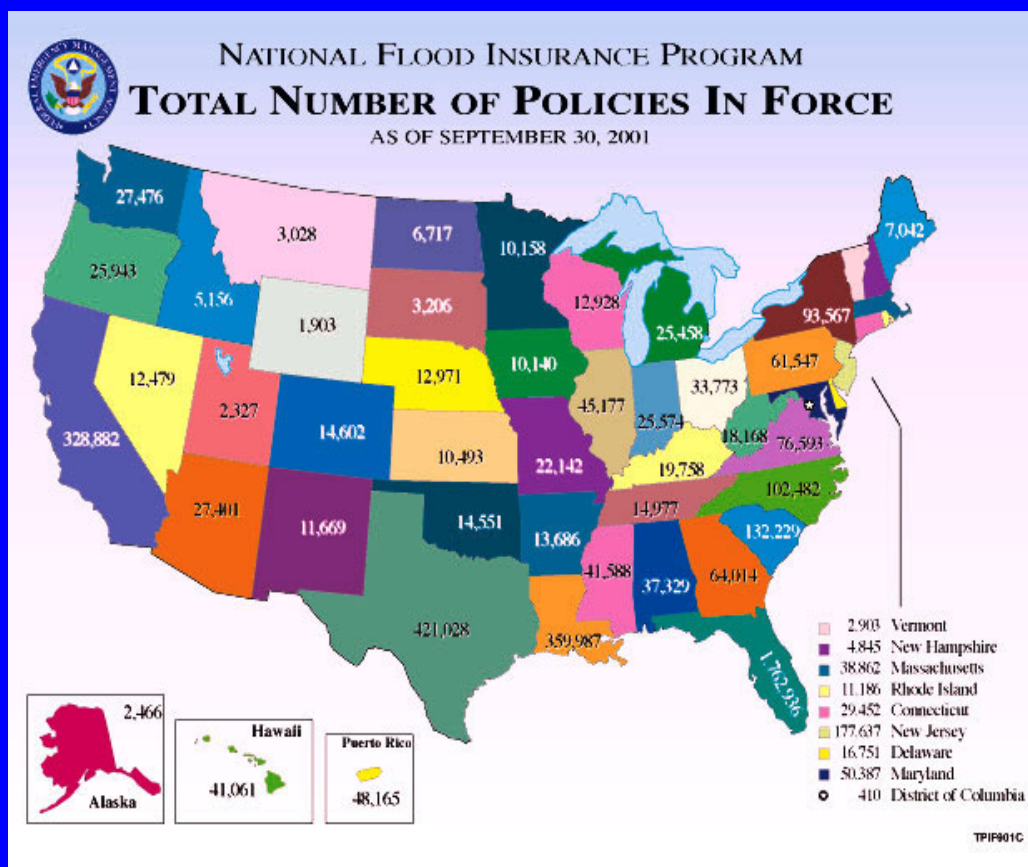 NATIONAL FLOOD INSURANCE PROGRAM
TOTAL NUMBER OF POLICIES IN FORCE
AS OF SEPTEMBER 30, 2001
FEDERAL EMERGENCY MANAGEMENT AGENCY
27,476
3,028
6,717
10,158
7,042
25,943
5,156
1,903
3,206
12,928
25,458
93,567
12,479
2,327
12,971
10,140
61,547
328,882
14,602
10,493
45,177
25,574
33,773
18,168
76,593
22,142
19,758
102,482
27,401
11,669
14,551
13,686
14,977
132,229
421,028
359,987
41,588
37,329
64,014
1,762,936
2.903 Vermont
4.845 New Hampshire
38.862 Massachusetts
11.186 Rhode Island
29.452 Connecticut
177.637 New Jersey
16.751 Delaware
50.387 Maryland
410 District of Columbia
2,466
Alaska
Hawaii
41,061
Puerto Rico
48,165
TPIF901C